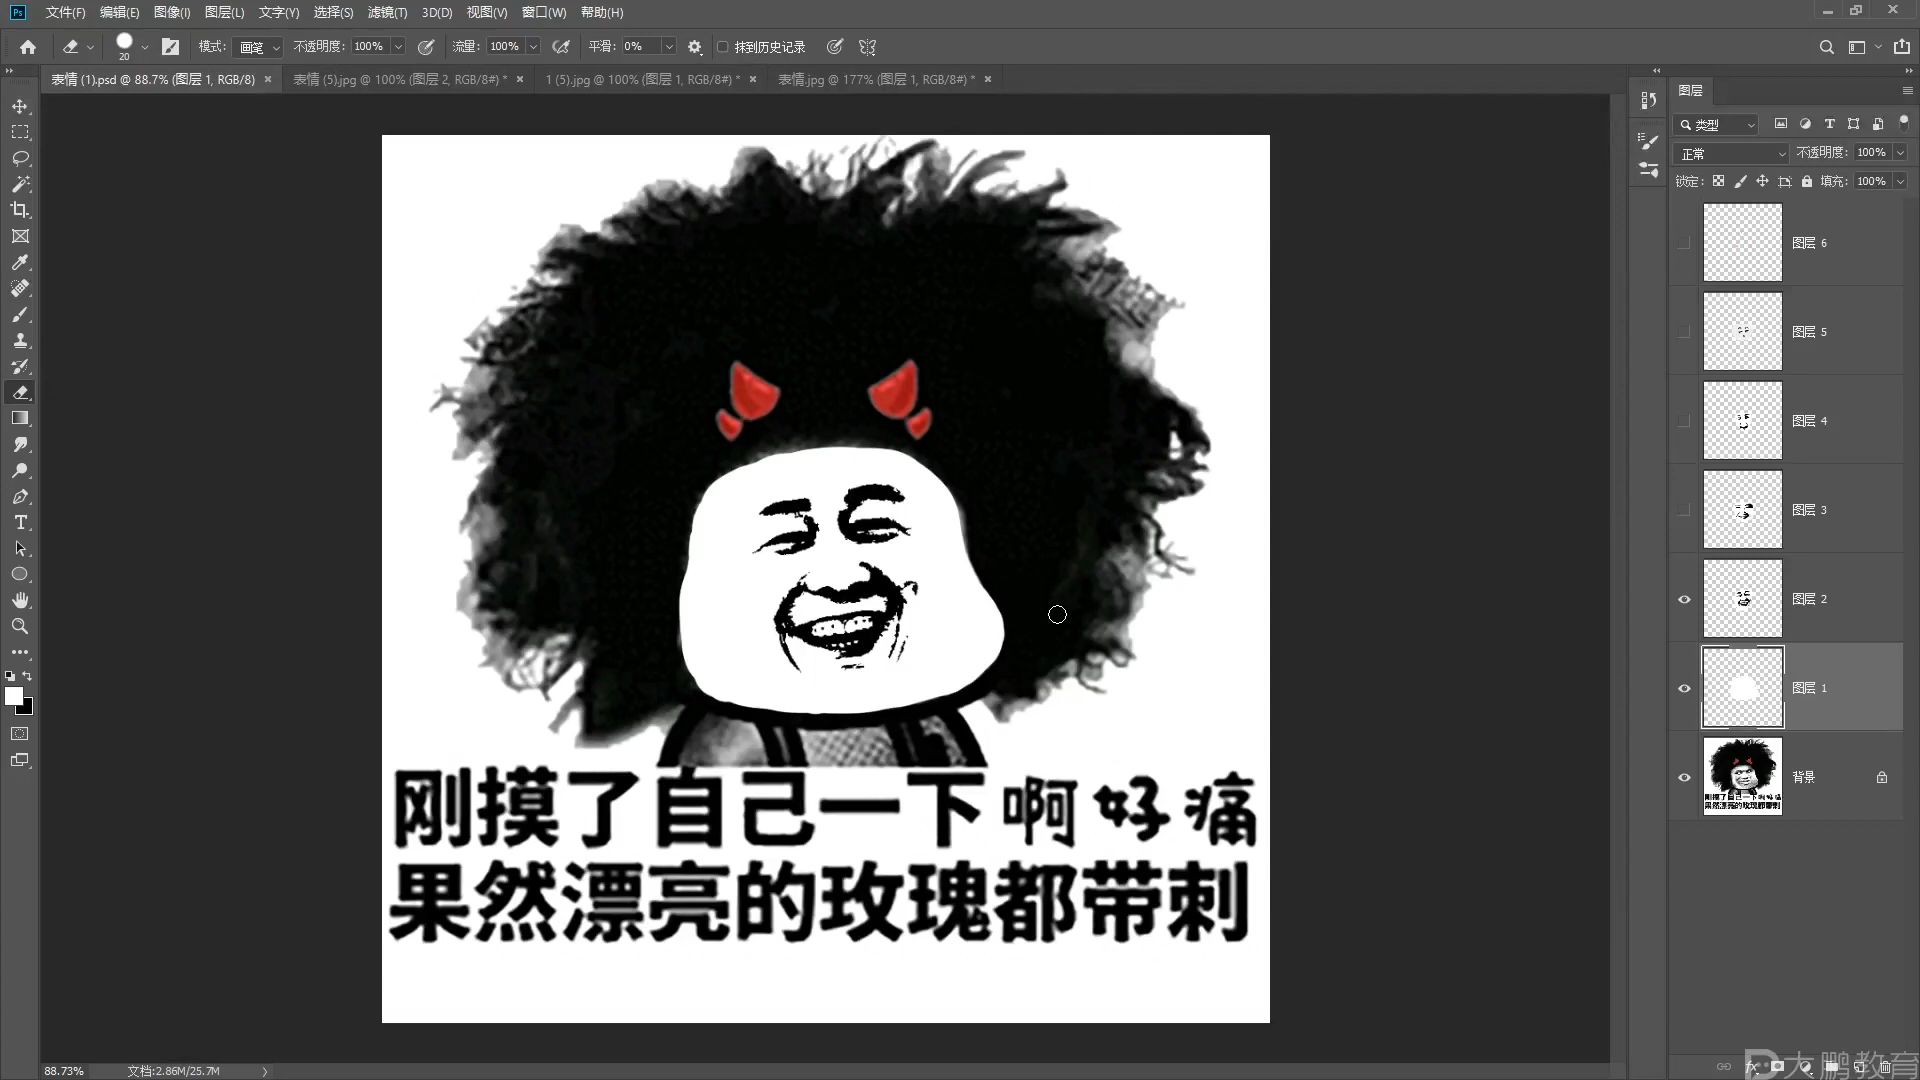 Ps 文件(F) 编辑(E) 图像(I) 图层(L) 文字(Y) 选择(S) 滤镜(T) 3D(D) 视图(V) 窗口(W) 帮助(H)
20 模式: 画笔 不透明度: 100% 流量: 100% 平滑: 0% 抹到历史记录
表情 (1).psd @ 88.7% (图层 1, RGB/8) × 表情 (5).jpg @ 100% (图层 2, RGB/8#) * × 1 (5).jpg @ 100% (图层 1, RGB/8#) * × 表情.jpg @ 177% (图层 1, RGB/8#) * ×
图层
类型
正常 不透明度: 100%
锁定: 填充: 100%
图层 6
图层 5
图层 4
图层 3
图层 2
图层 1
背景
刚摸了自己一下啊好痛
果然漂亮的玫瑰都带刺
88.73% 文档:2.86M/25.7M
大鹏教育